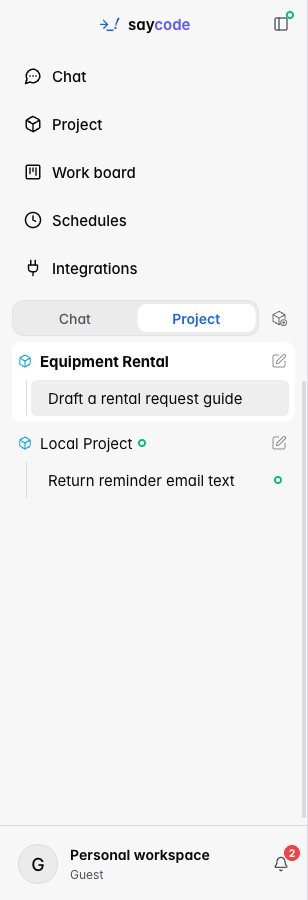 saycode
Chat
Project
Work board
Schedules
Integrations
Chat
Project
Equipment Rental
Draft a rental request guide
Local Project
Return reminder email text
G
Personal workspace
Guest
2